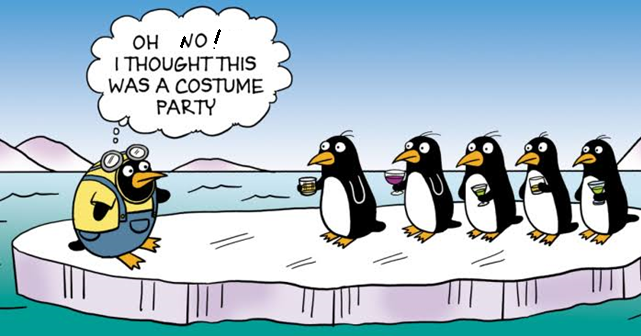 OH NO!
I THOUGHT THIS
WAS A COSTUME
PARTY